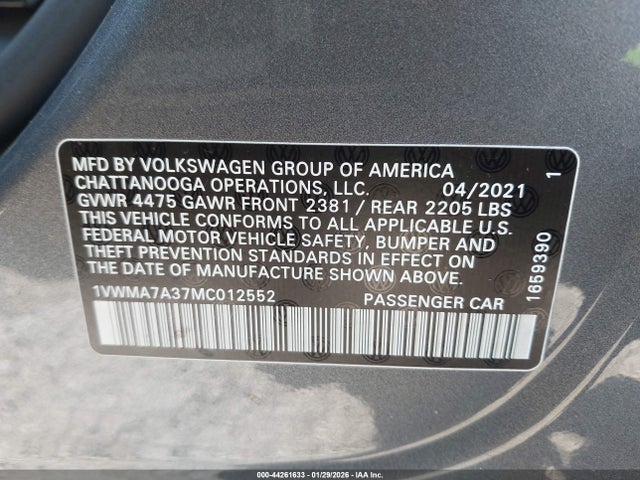 MFD BY VOLKSWAGEN GROUP OF AMERICA
CHATTANOOGA OPERATIONS, LLC. 04/2021
GVWR 4475 GAWR FRONT 2381 / REAR 2205 LBS
THIS VEHICLE CONFORMS TO ALL APPLICABLE U.S.
FEDERAL MOTOR VEHICLE SAFETY, BUMPER AND
THEFT PREVENTION STANDARDS IN EFFECT ON
THE DATE OF MANUFACTURE SHOWN ABOVE.
1VWMA7A37MC012552 PASSENGER CAR
1659390 1
000-44261633 - 01/29/2026 - IAA Inc.